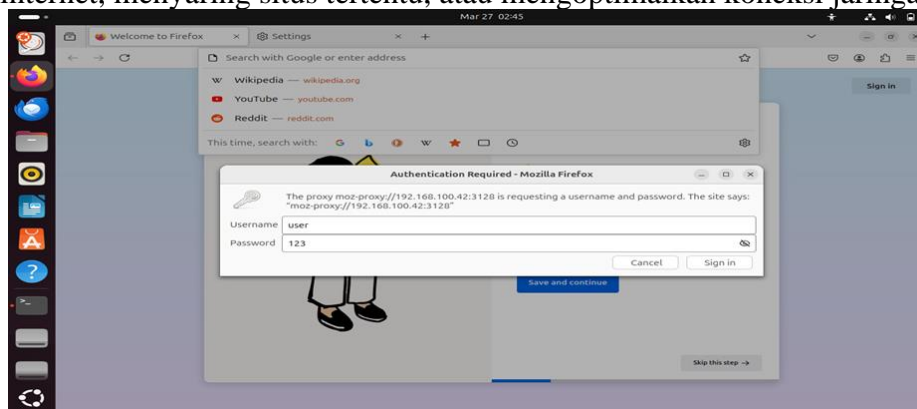 internet, menyaring situs tertentu, atau mengoptimalkan koneksi jaringa
Mar 27 02:45
Welcome to Firefox
Settings
Search with Google or enter address
Wikipedia — wikipedia.org
YouTube — youtube.com
Reddit — reddit.com
Sign in
This time, search with:
Authentication Required - Mozilla Firefox
The proxy moz-proxy://192.168.100.42:3128 is requesting a username and password. The site says:
"moz-proxy://192.168.100.42:3128"
Username user
Password 123
Cancel Sign in
Save and continue
Skip this step →